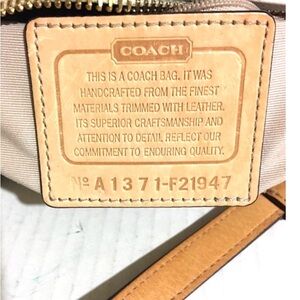 COACH
THIS IS A COACH BAG. IT WAS
HANDCRAFTED FROM THE FINEST
MATERIALS TRIMMED WITH LEATHER.
ITS SUPERIOR CRAFTSMANSHIP AND
ATTENTION TO DETAIL REFLECT OUR
COMMITMENT TO ENDURING QUALITY.
Nº A1371-F21947